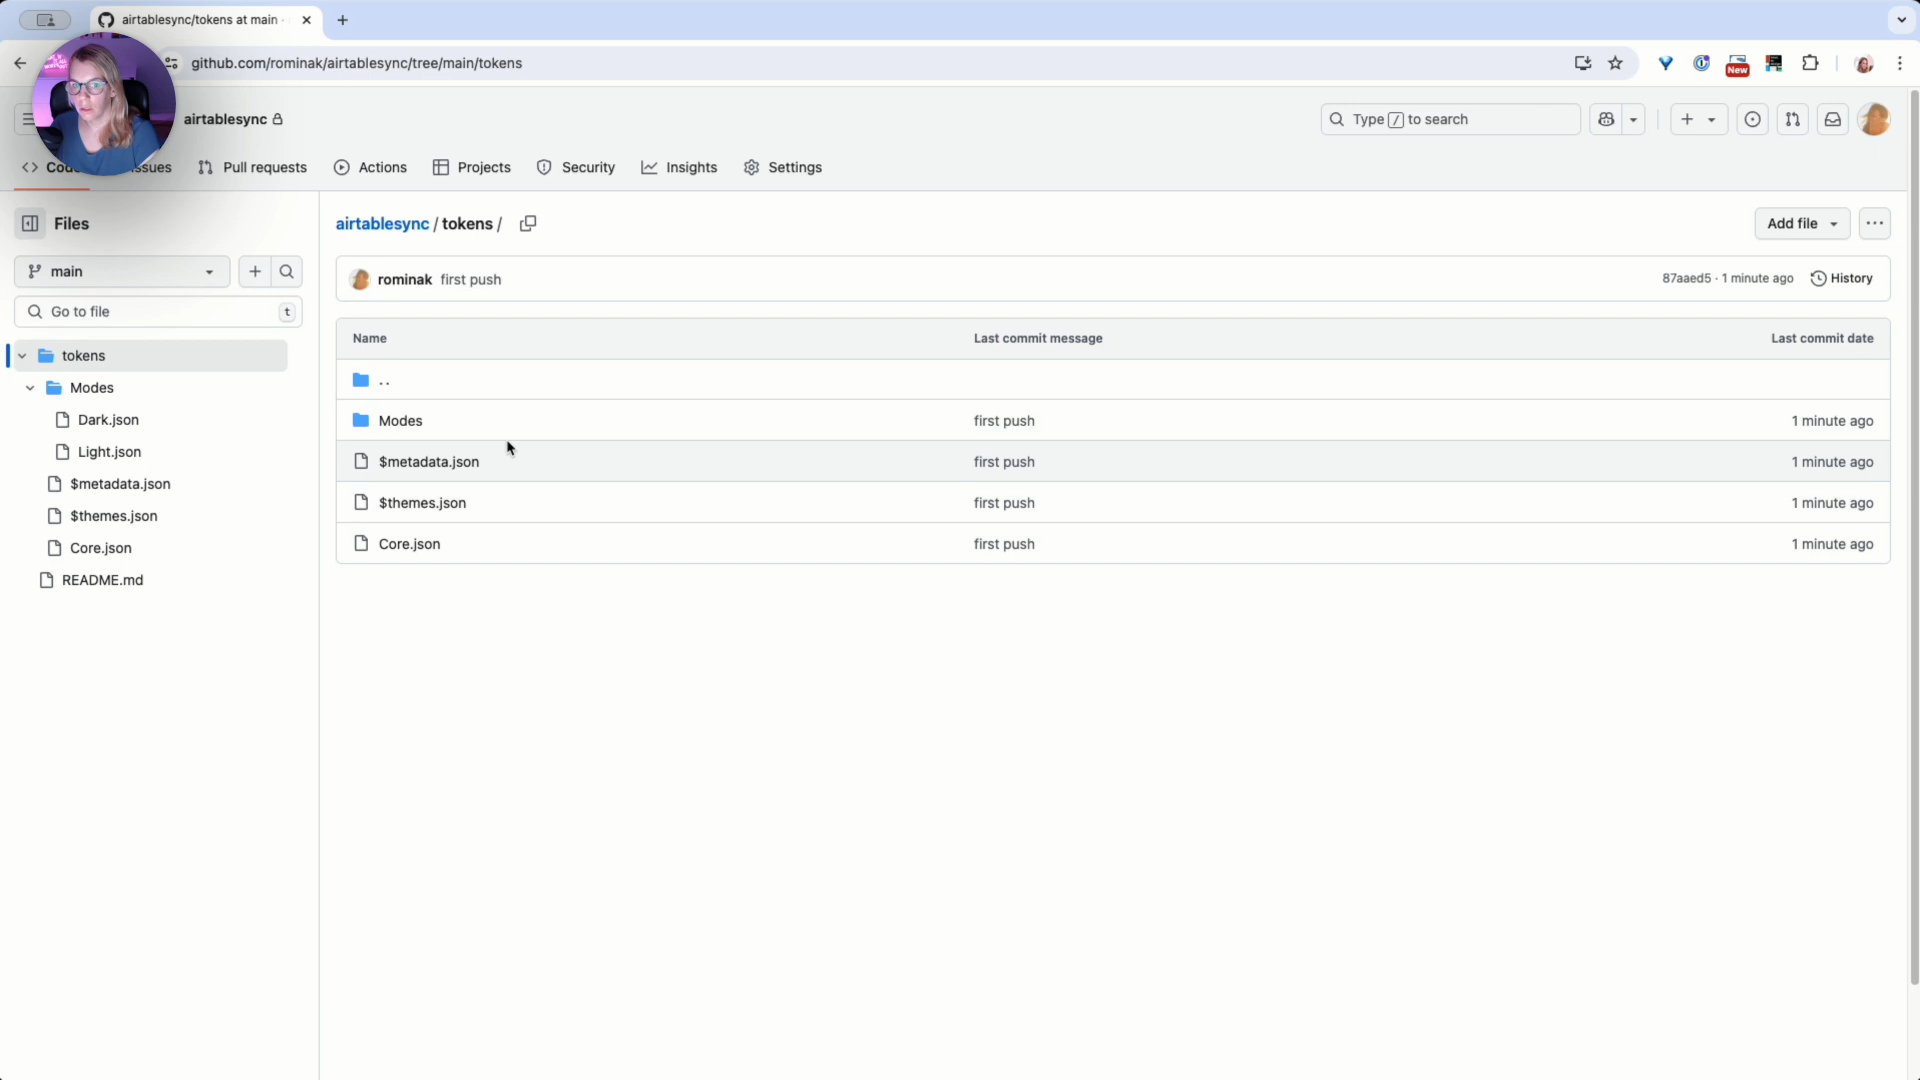 airtablesync/tokens at main ·
github.com/rominak/airtablesync/tree/main/tokens
New
airtablesync
Type / to search
Code
Issues
Pull requests
Actions
Projects
Security
Insights
Settings
Files
airtablesync / tokens /
Add file
main
rominak first push
87aaed5 · 1 minute ago
History
Go to file
t
Name
Last commit message
Last commit date
tokens
..
Modes
Modes
first push
1 minute ago
Dark.json
Light.json
$metadata.json
first push
1 minute ago
$metadata.json
$themes.json
first push
1 minute ago
$themes.json
Core.json
first push
1 minute ago
Core.json
README.md